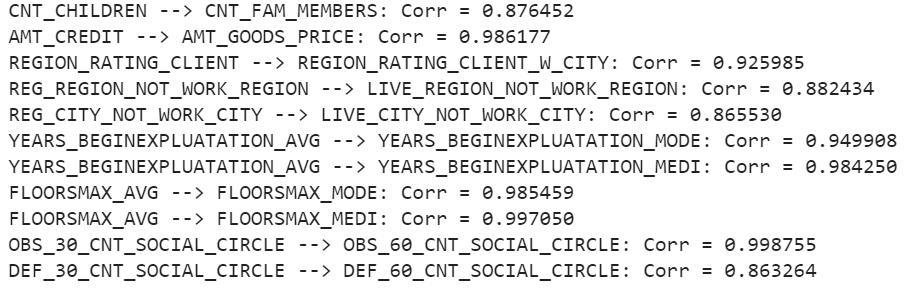 CNT_CHILDREN --> CNT_FAM_MEMBERS: Corr = 0.876452
AMT_CREDIT --> AMT_GOODS_PRICE: Corr = 0.986177
REGION_RATING_CLIENT --> REGION_RATING_CLIENT_W_CITY: Corr = 0.925985
REG_REGION_NOT_WORK_REGION --> LIVE_REGION_NOT_WORK_REGION: Corr = 0.882434
REG_CITY_NOT_WORK_CITY --> LIVE_CITY_NOT_WORK_CITY: Corr = 0.865530
YEARS_BEGINEXPLUATATION_AVG --> YEARS_BEGINEXPLUATATION_MODE: Corr = 0.949908
YEARS_BEGINEXPLUATATION_AVG --> YEARS_BEGINEXPLUATATION_MEDI: Corr = 0.984250
FLOORSMAX_AVG --> FLOORSMAX_MODE: Corr = 0.985459
FLOORSMAX_AVG --> FLOORSMAX_MEDI: Corr = 0.997050
OBS_30_CNT_SOCIAL_CIRCLE --> OBS_60_CNT_SOCIAL_CIRCLE: Corr = 0.998755
DEF_30_CNT_SOCIAL_CIRCLE --> DEF_60_CNT_SOCIAL_CIRCLE: Corr = 0.863264